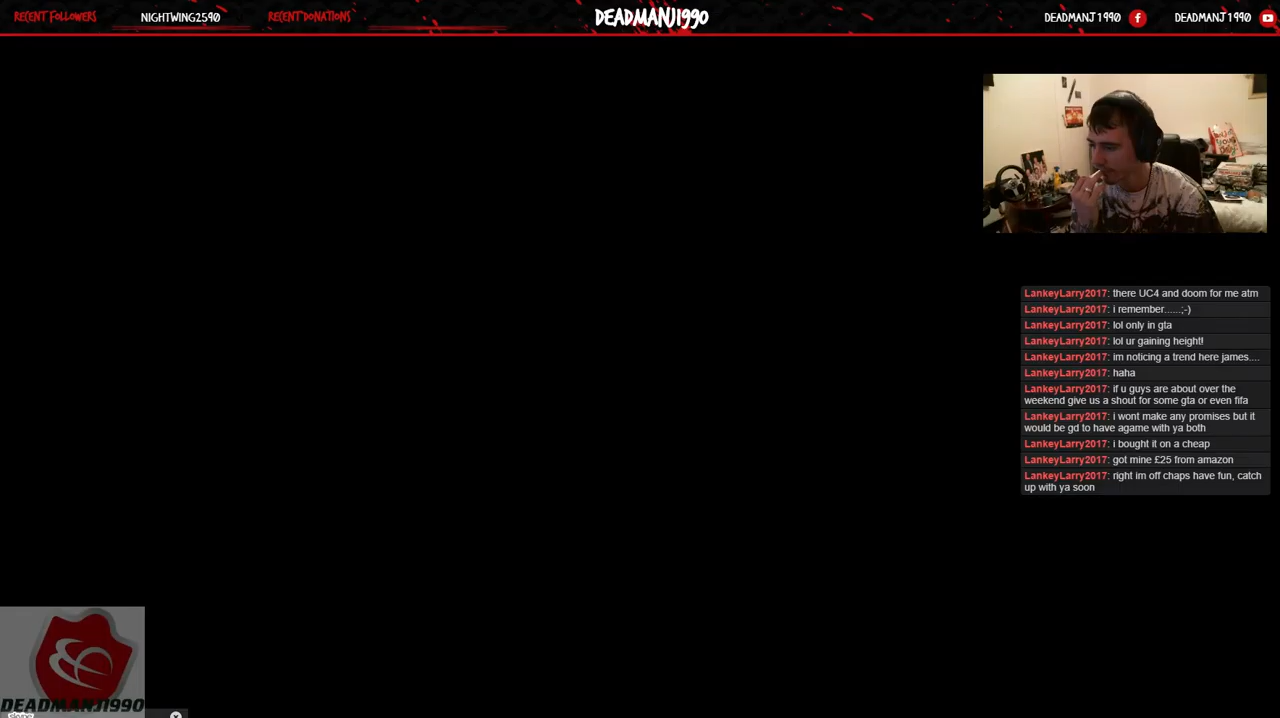 RECENT FOLLOWERS NIGHTWING2590 RECENT DONATIONS DEADMANJ1990 DEADMANJ1990 DEADMANJ1990
LankeyLarry2017: there UC4 and doom for me atm
LankeyLarry2017: i remember......;-)
LankeyLarry2017: lol only in gta
LankeyLarry2017: lol ur gaining height!
LankeyLarry2017: im noticing a trend here james....
LankeyLarry2017: haha
LankeyLarry2017: if u guys are about over the
weekend give us a shout for some gta or even fifa
LankeyLarry2017: i wont make any promises but it
would be gd to have agame with ya both
LankeyLarry2017: i bought it on a cheap
LankeyLarry2017: got mine £25 from amazon
LankeyLarry2017: right im off chaps have fun, catch
up with ya soon
DEADMANJ1990